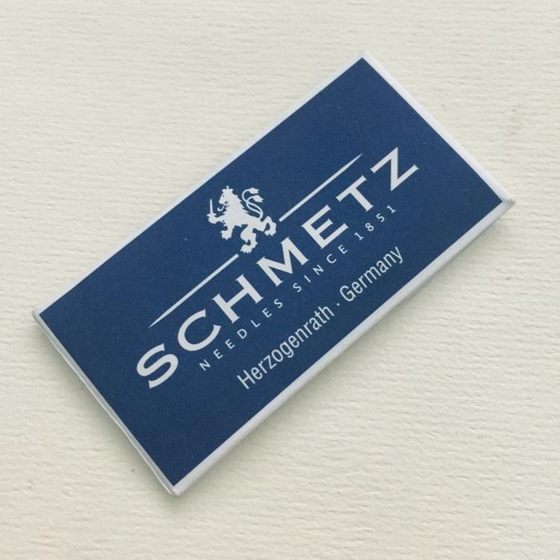 SCHMETZ
NEEDLES SINCE 1851
Herzogenrath · Germany